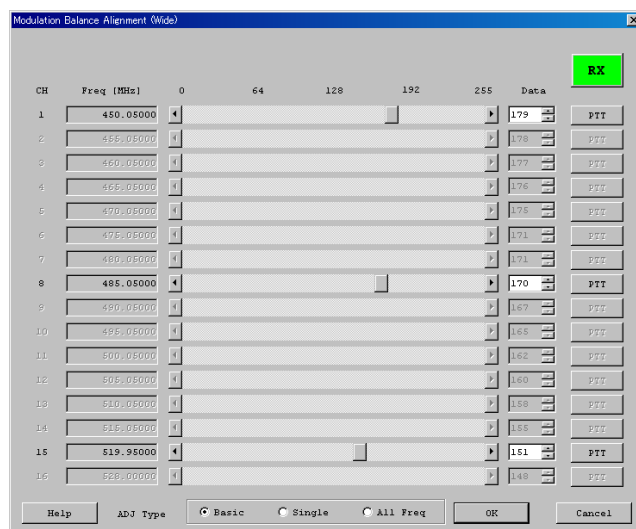 Modulation Balance Alignment (Wide)
RX
CH Freq [MHz] 0 64 128 192 255 Data
1 450.05000 179 PTT
2 455.05000 178 PTT
3 460.05000 177 PTT
4 465.05000 176 PTT
5 470.05000 175 PTT
6 475.05000 171 PTT
7 480.05000 171 PTT
8 485.05000 170 PTT
9 490.05000 167 PTT
10 495.05000 165 PTT
11 500.05000 162 PTT
12 505.05000 160 PTT
13 510.05000 158 PTT
14 515.05000 155 PTT
15 519.95000 151 PTT
16 528.00000 148 PTT
Help ADJ Type Basic Single All Freq OK Cancel